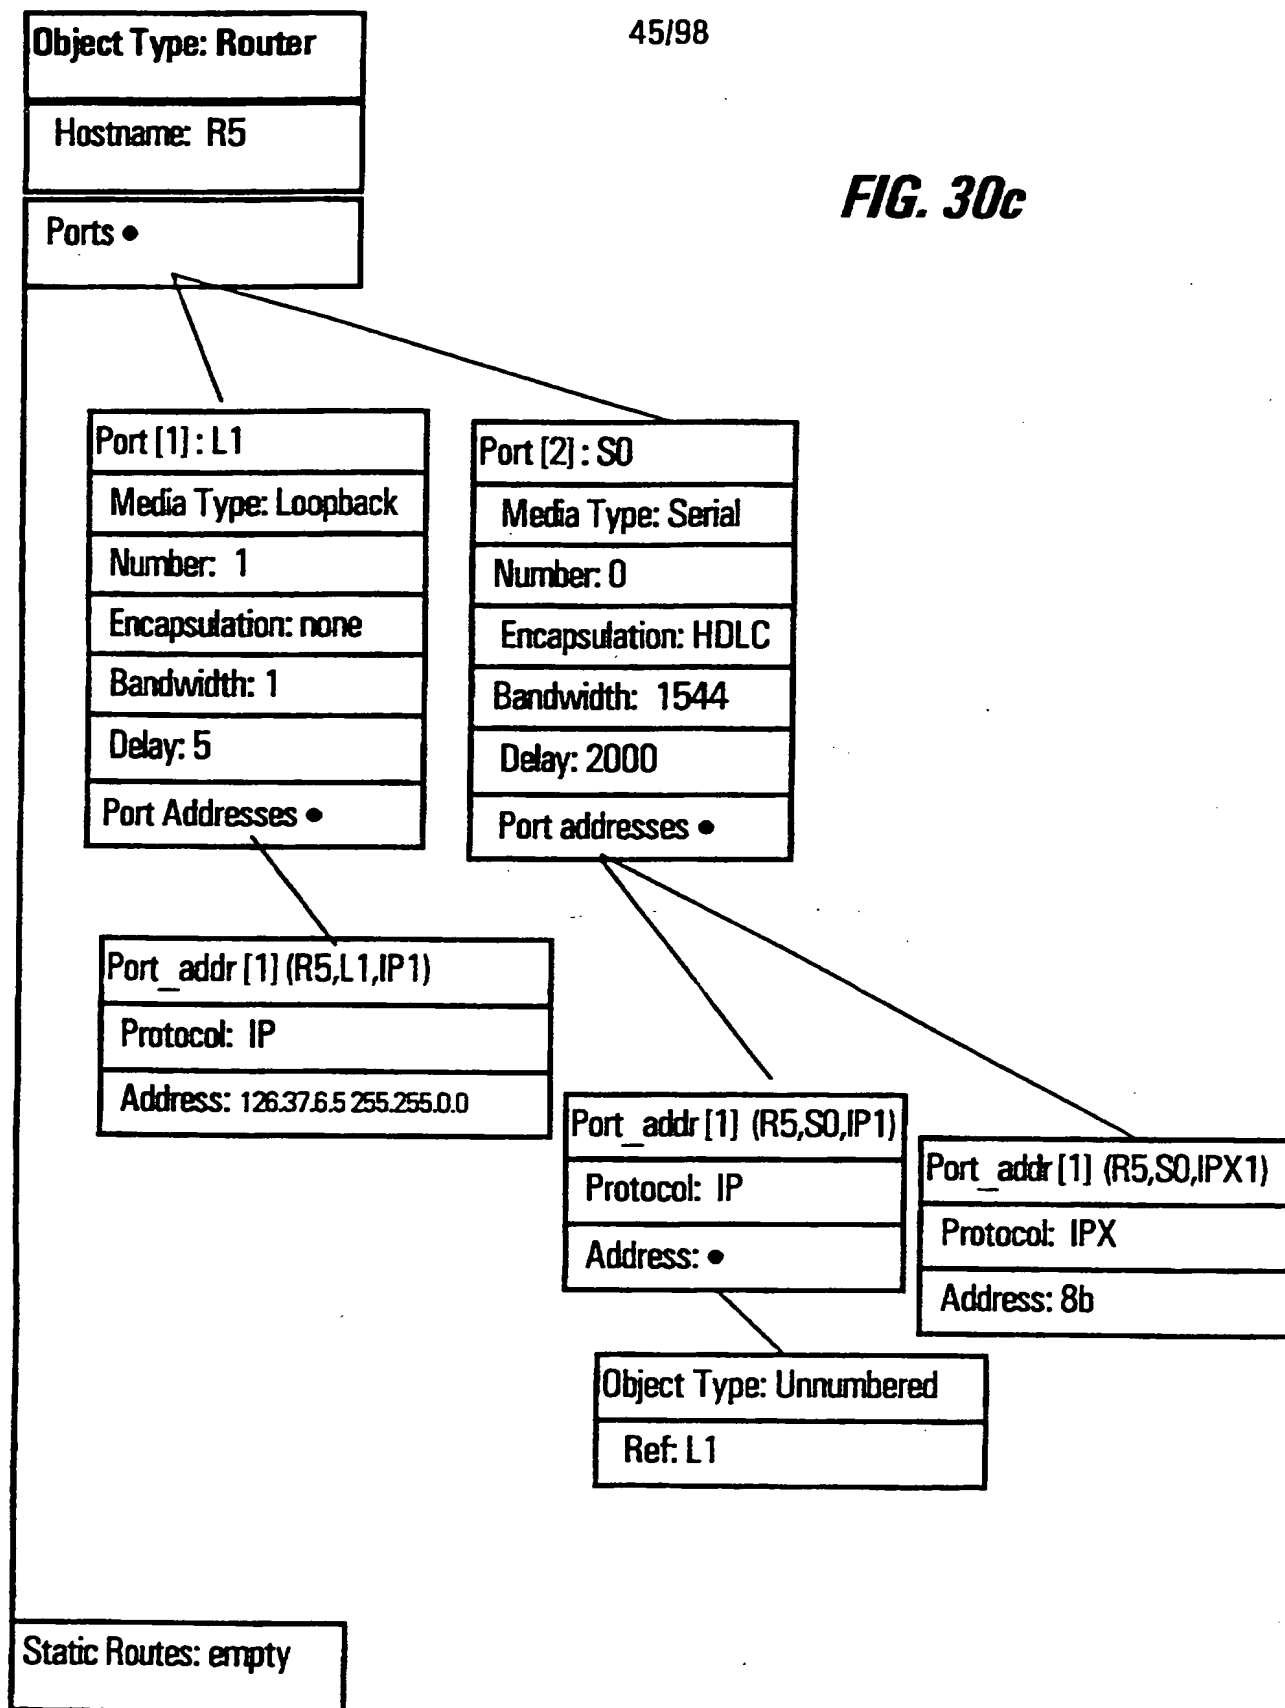 45/98
FIG. 30c
Object Type: Router
Hostname: R5
Ports •
Port [1] : L1
Media Type: Loopback
Number: 1
Encapsulation: none
Bandwidth: 1
Delay: 5
Port Addresses •
Port [2] : S0
Media Type: Serial
Number: 0
Encapsulation: HDLC
Bandwidth: 1544
Delay: 2000
Port addresses •
Port_addr [1] (R5,L1,IP1)
Protocol: IP
Address: 126.37.6.5 255.255.0.0
Port_addr [1] (R5,S0,IP1)
Protocol: IP
Address: •
Port_addr [1] (R5,S0,IPX1)
Protocol: IPX
Address: 8b
Object Type: Unnumbered
Ref: L1
Static Routes: empty